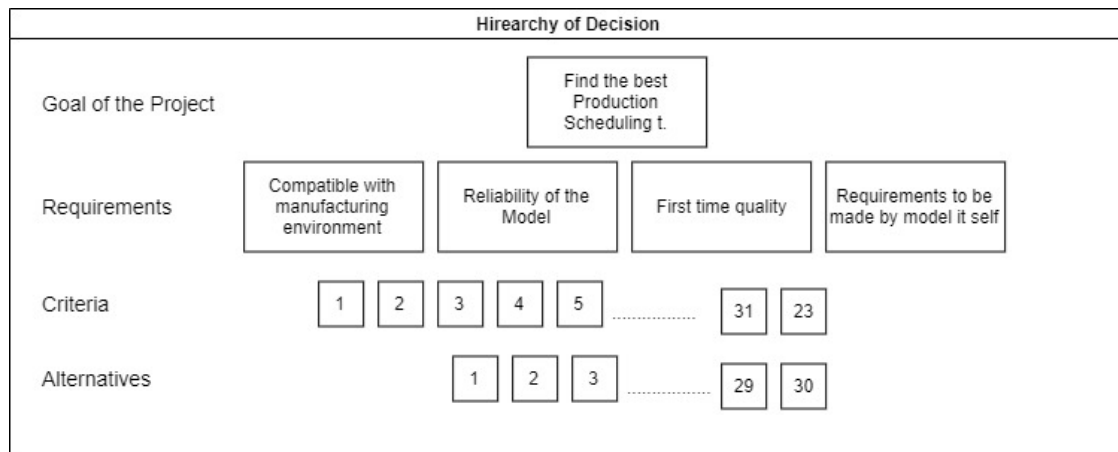 Hirearchy of Decision
Goal of the Project
Find the best
Production
Scheduling t.
Requirements
Compatible with
manufacturing
environment
Reliability of the
Model
First time quality
Requirements to be
made by model it self
Criteria
1 2 3 4 5 ................ 31 23
Alternatives
1 2 3 ................ 29 30